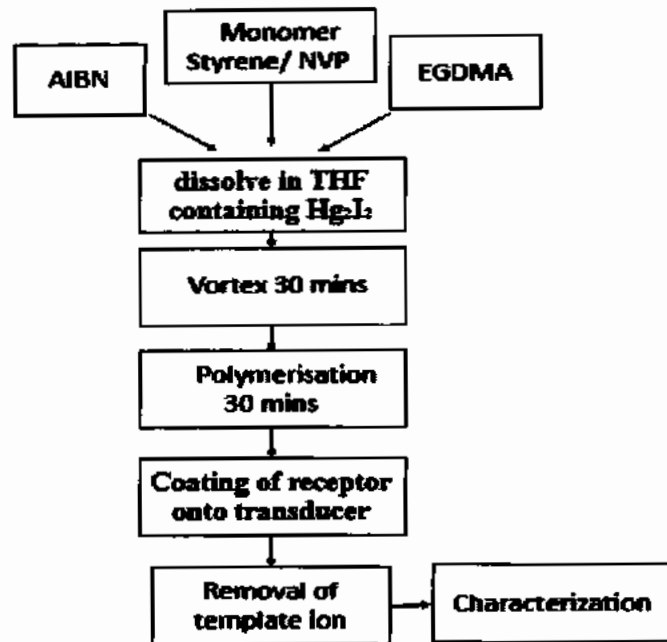 Monomer
Styrene/ NVP
AIBN
EGDMA
dissolve in THF
containing Hg₂I₂
Vortex 30 mins
Polymerisation
30 mins
Coating of receptor
onto transducer
Removal of
template ion
Characterization